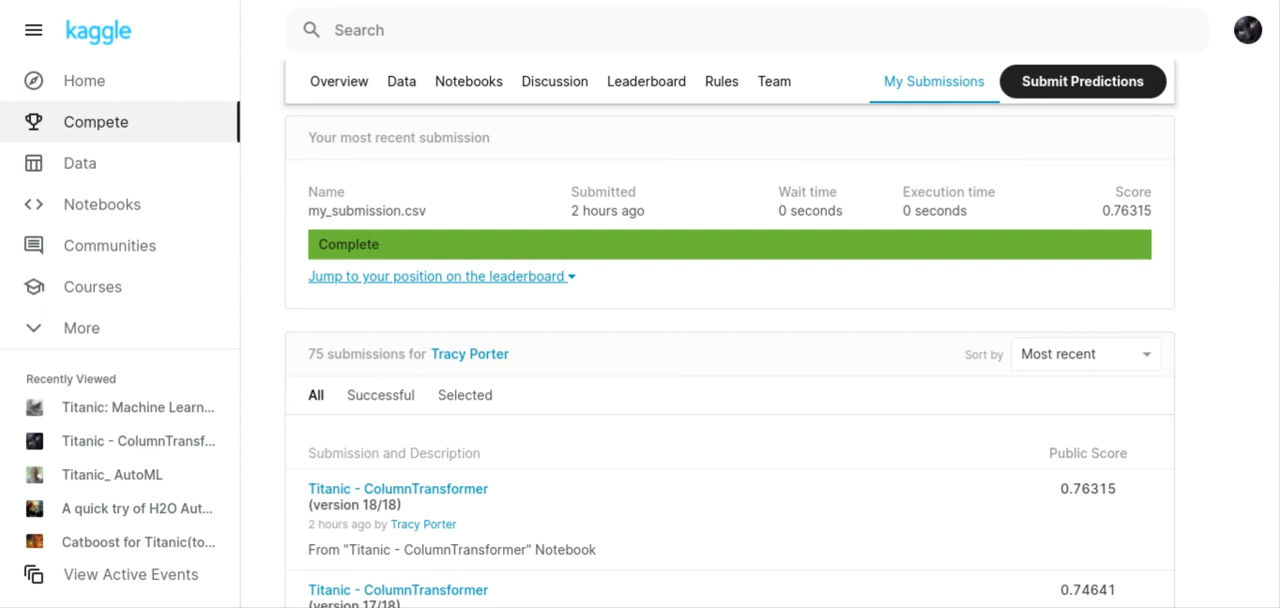 kaggle
Search
Home
Compete
Data
Notebooks
Communities
Courses
More
Recently Viewed
Titanic: Machine Learn...
Titanic - ColumnTransf...
Titanic_ AutoML
A quick try of H2O Aut...
Catboost for Titanic(to...
View Active Events
Overview Data Notebooks Discussion Leaderboard Rules Team My Submissions Submit Predictions
Your most recent submission
Name Submitted Wait time Execution time Score
my_submission.csv 2 hours ago 0 seconds 0 seconds 0.76315
Complete
Jump to your position on the leaderboard
75 submissions for Tracy Porter Sort by Most recent
All Successful Selected
Submission and Description Public Score
Titanic - ColumnTransformer 0.76315
(version 18/18)
2 hours ago by Tracy Porter
From "Titanic - ColumnTransformer" Notebook
Titanic - ColumnTransformer 0.74641
(version 17/18)